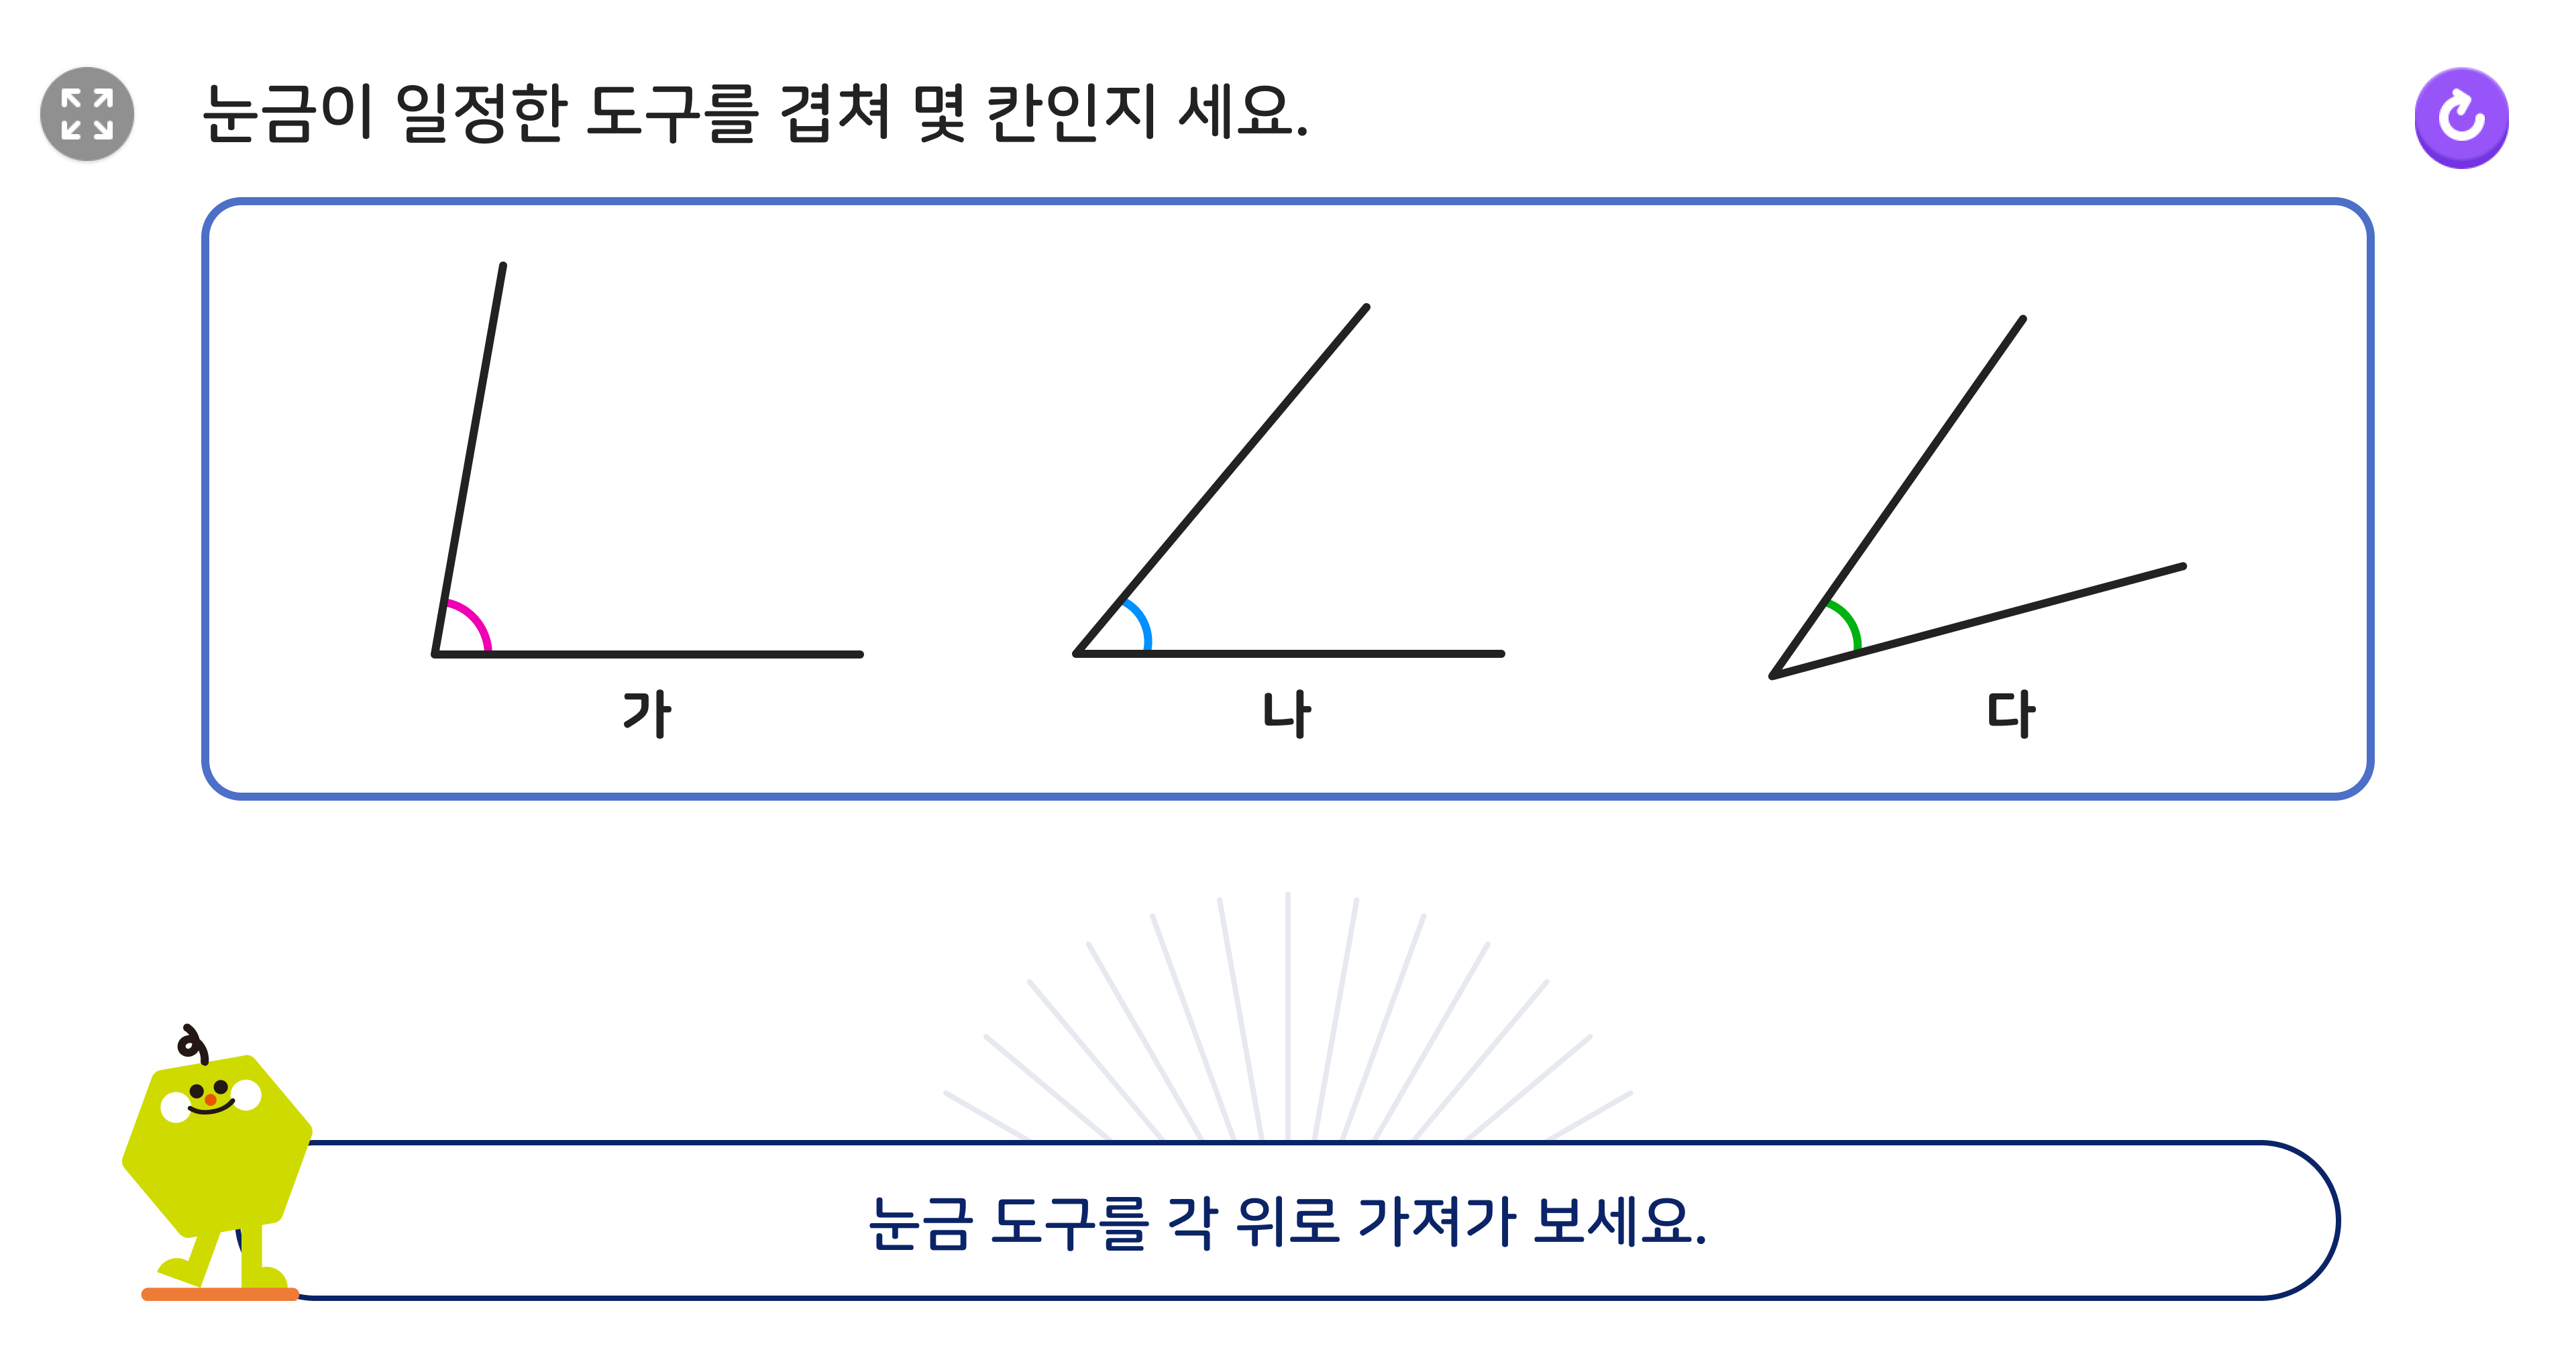 눈금이 일정한 도구를 겹쳐 몇 칸인지 세요.
가
나
다
눈금 도구를 각 위로 가져가 보세요.